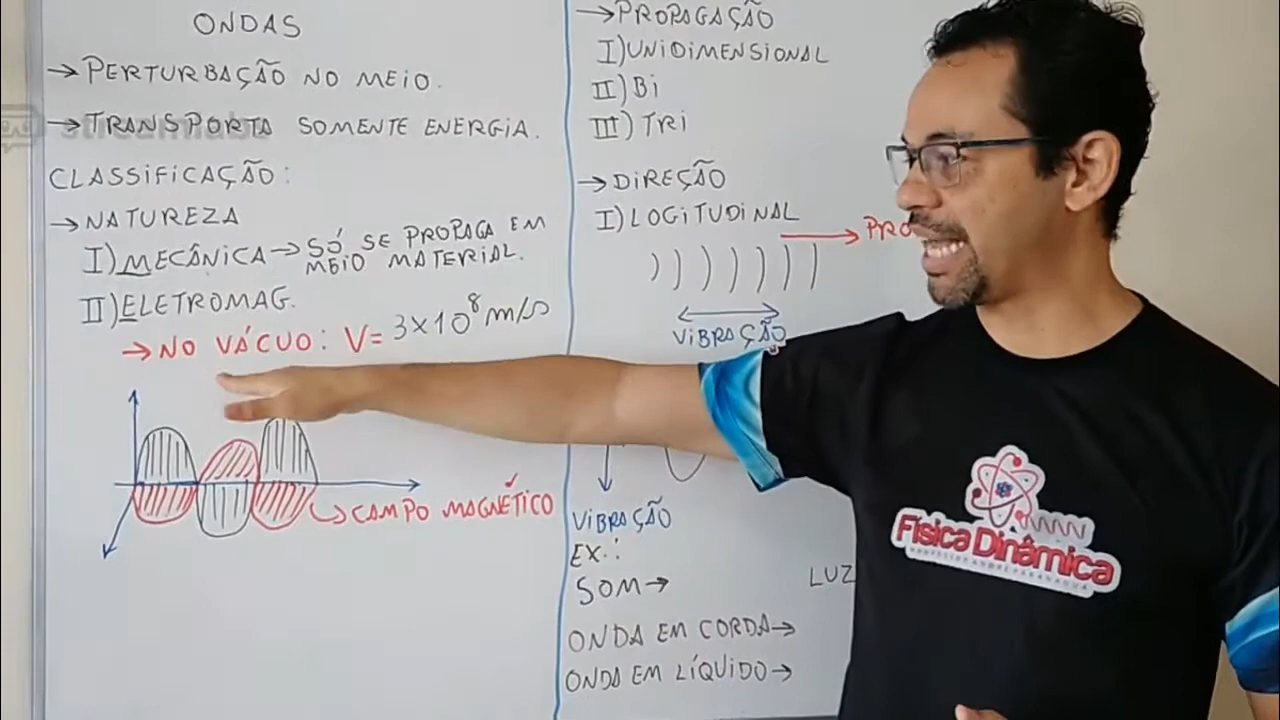 ONDAS
→ PERTURBAÇÃO NO MEIO.
→ TRANSPORTA SOMENTE ENERGIA.
CLASSIFICAÇÃO:
→ NATUREZA
I) MECÂNICA → SÓ SE PROPAGA EM
MEIO MATERIAL.
II) ELETROMAG.
→ NO VÁCUO: V= 3×10⁸ m/s
CAMPO MAGNÉTICO
→ PROPAGAÇÃO
I) UNIDIMENSIONAL
II) Bi
III) TRI
→ DIREÇÃO
I) LOGITUDINAL
PRO
VIBRAÇÃO
VIBRAÇÃO
EX.:
SOM →
LUZ
ONDA EM CORDA →
ONDA EM LÍQUIDO →
Física Dinâmica